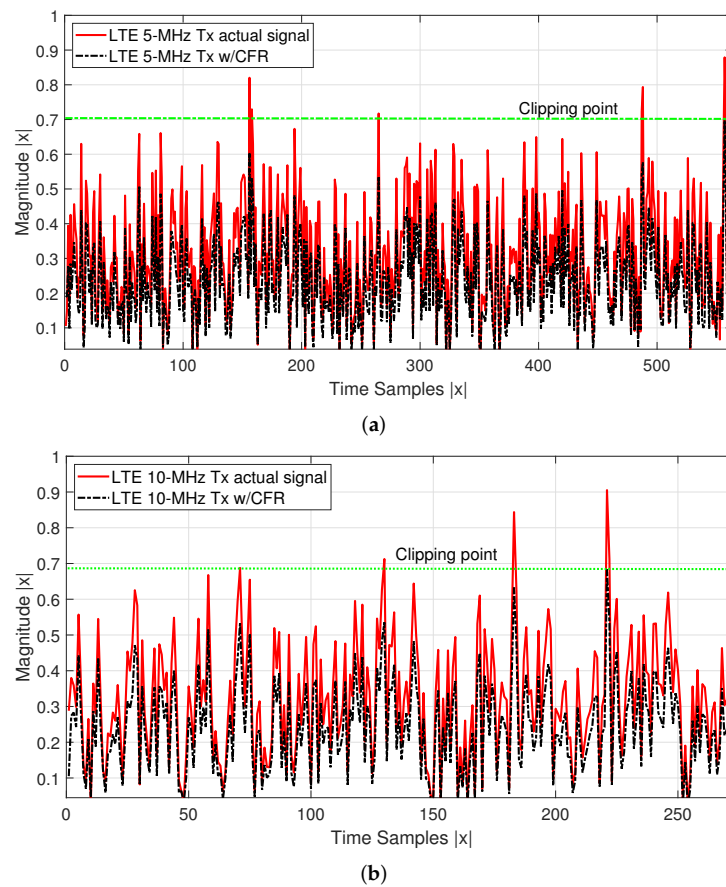 1
LTE 5-MHz Tx actual signal
0.9
LTE 5-MHz Tx w/CFR
0.8
Clipping point
0.7
0.6
Magnitude |x|
0.5
0.4
0.3
0.2
0.1
0 100 200 300 400 500
Time Samples |x|
(a)
1
LTE 10-MHz Tx actual signal
0.9
LTE 10-MHz Tx w/CFR
0.8
Clipping point
0.7
0.6
Magnitude |x|
0.5
0.4
0.3
0.2
0.1
0 50 100 150 200 250
Time Samples |x|
(b)